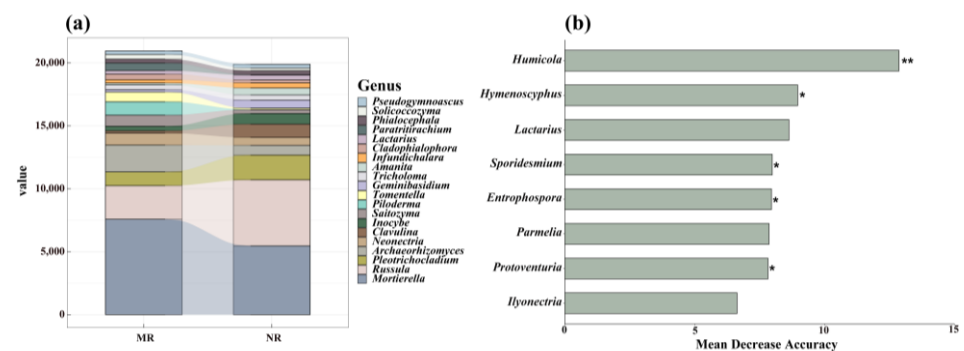 (a)
20,000
15,000
10,000
5,000
0
value
MR
NR
Genus
Pseudogymnoascus
Solicoccozyma
Phialocephala
Paratritirachium
Lactarius
Cladophialophora
Infundichalara
Amanita
Tricholoma
Geminibasidium
Tomentella
Piloderma
Saitozyma
Inocybe
Clavulina
Neonectria
Archaeorhizomyces
Pleotrichocladium
Russula
Mortierella
(b)
Humicola **
Hymenoscyphus *
Lactarius
Sporidesmium *
Entrophospora *
Parmelia
Protoventuria *
Ilyonectria
0 5 10 15
Mean Decrease Accuracy